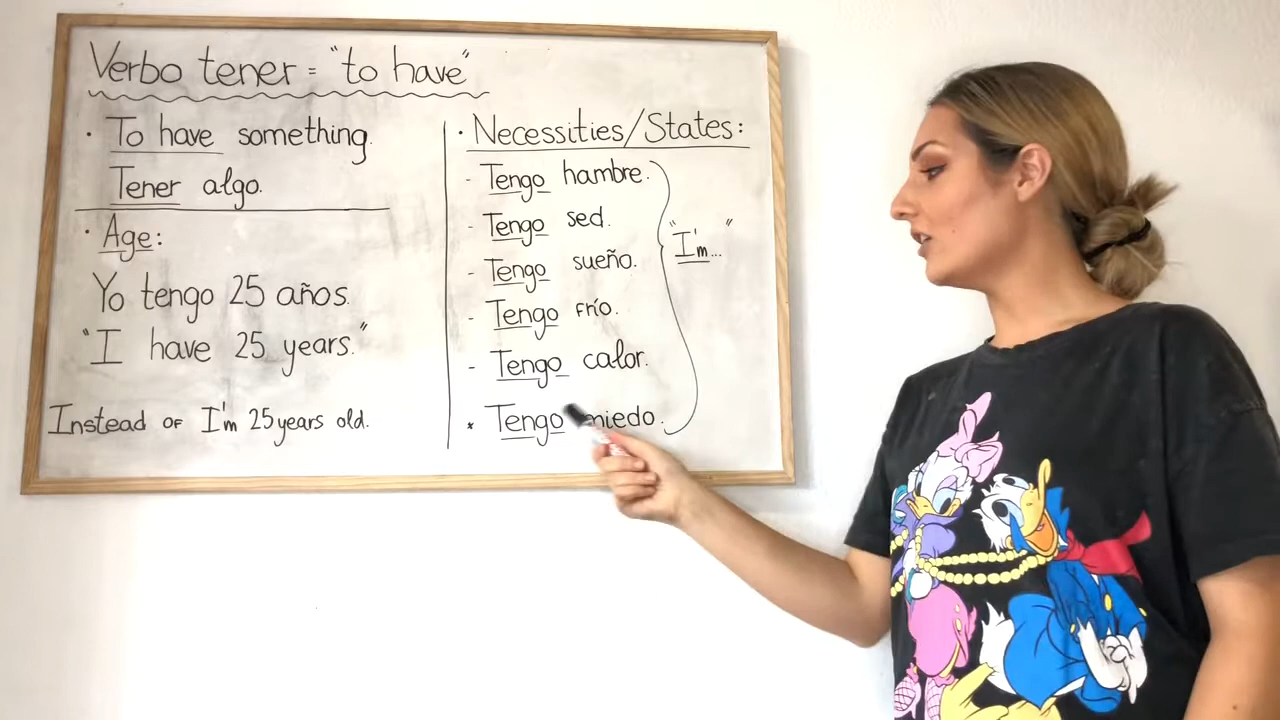 Verbo tener = "to have"
· To have something.
Tener algo.
· Age:
Yo tengo 25 años.
"I have 25 years."
Instead of I'm 25 years old.
· Necessities/States:
- Tengo hambre.
- Tengo sed.
- Tengo sueño.
- Tengo frío.
- Tengo calor.
* Tengo miedo.
"I'm..."